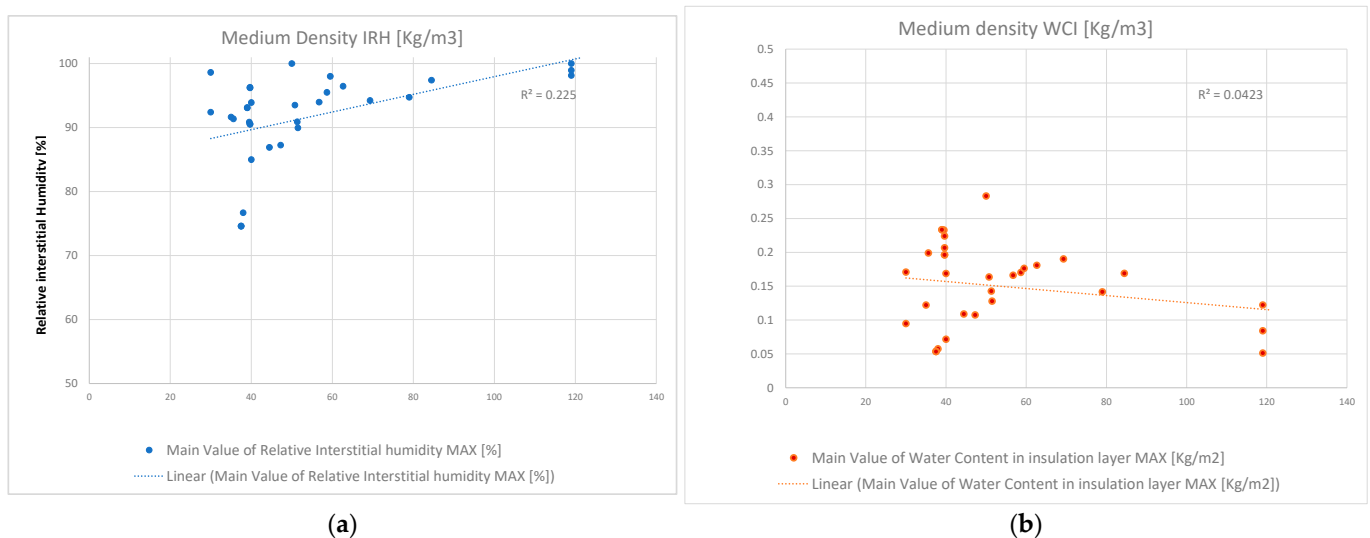 Medium Density IRH [Kg/m3]
100
90
80
70
60
50
Relative interstitial Humidity [%]
R² = 0.225
0 20 40 60 80 100 120 140
Main Value of Relative Interstitial humidity MAX [%]
Linear (Main Value of Relative Interstitial humidity MAX [%])
(a)
Medium density WCI [Kg/m3]
0.5
0.45
0.4
0.35
0.3
0.25
0.2
0.15
0.1
0.05
0
R² = 0.0423
0 20 40 60 80 100 120 140
Main Value of Water Content in insulation layer MAX [Kg/m2]
Linear (Main Value of Water Content in insulation layer MAX [Kg/m2])
(b)